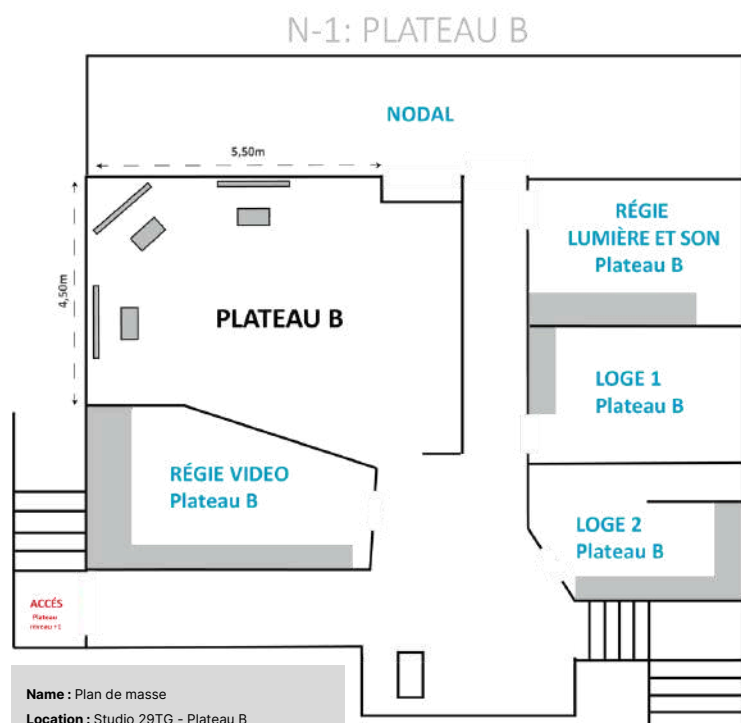 N-1: PLATEAU B
NODAL
5,50m
4,50m
RÉGIE
LUMIÈRE ET SON
Plateau B
PLATEAU B
LOGE 1
Plateau B
RÉGIE VIDEO
Plateau B
LOGE 2
Plateau B
ACCÉS
Plateau
niveau +1
Name : Plan de masse
Location : Studio 29TG - Plateau B